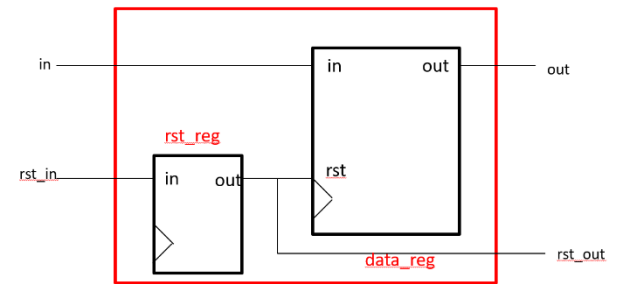 in
in
out
out
rst_reg
rst_in
in
out
rst
data_reg
rst_out